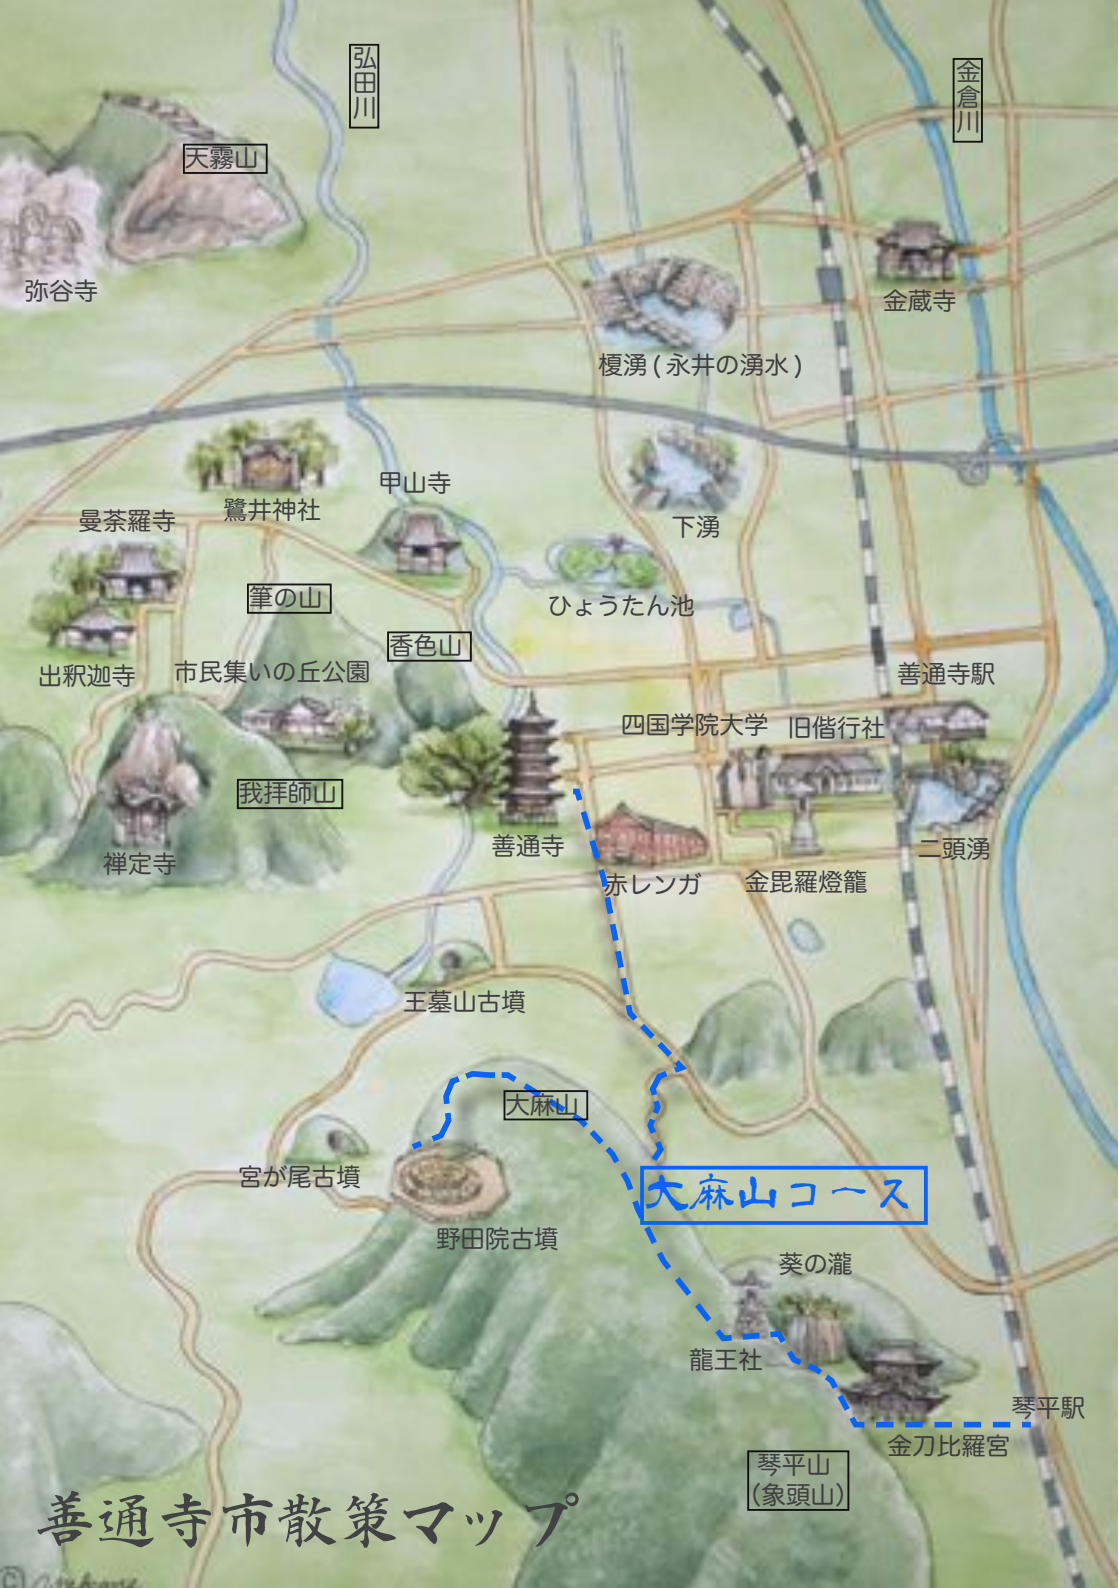 弘田川
金倉川
天霧山
弥谷寺
金蔵寺
榎湧(永井の湧水)
甲山寺
鷺井神社
曼荼羅寺
下湧
筆の山
ひょうたん池
香色山
出釈迦寺
市民集いの丘公園
善通寺駅
四国学院大学
旧偕行社
我拝師山
善通寺
二頭湧
禅定寺
赤レンガ
金毘羅燈籠
王墓山古墳
大麻山
宮が尾古墳
大麻山コース
野田院古墳
葵の瀧
龍王社
琴平駅
金刀比羅宮
琴平山
(象頭山)
善通寺市散策マップ